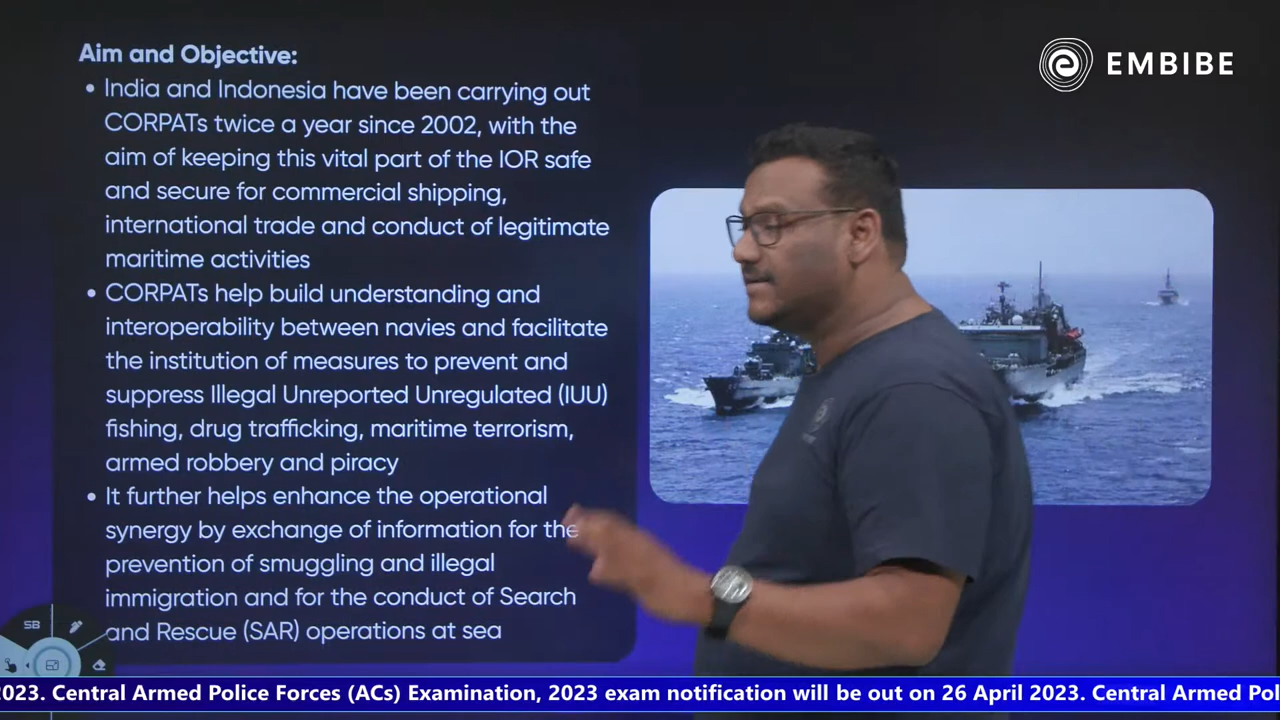 Aim and Objective:
• India and Indonesia have been carrying out
CORPATs twice a year since 2002, with the
aim of keeping this vital part of the IOR safe
and secure for commercial shipping,
international trade and conduct of legitimate
maritime activities
• CORPATs help build understanding and
interoperability between navies and facilitate
the institution of measures to prevent and
suppress Illegal Unreported Unregulated (IUU)
fishing, drug trafficking, maritime terrorism,
armed robbery and piracy
• It further helps enhance the operational
synergy by exchange of information for the
prevention of smuggling and illegal
immigration and for the conduct of Search
and Rescue (SAR) operations at sea
EMBIBE
SB
2023. Central Armed Police Forces (ACs) Examination, 2023 exam notification will be out on 26 April 2023. Central Armed Pol